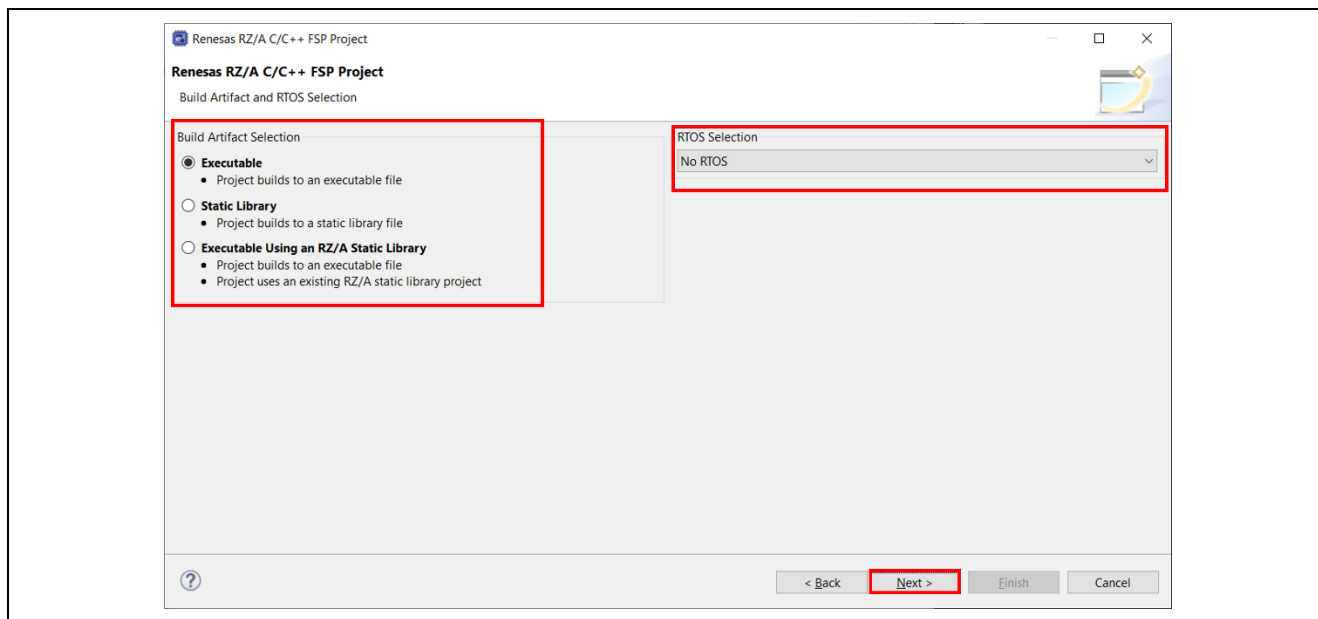 Renesas RZ/A C/C++ FSP Project
Renesas RZ/A C/C++ FSP Project
Build Artifact and RTOS Selection
Build Artifact Selection
Executable
• Project builds to an executable file
Static Library
• Project builds to a static library file
Executable Using an RZ/A Static Library
• Project builds to an executable file
• Project uses an existing RZ/A static library project
RTOS Selection
No RTOS
?
< Back
Next >
Finish
Cancel